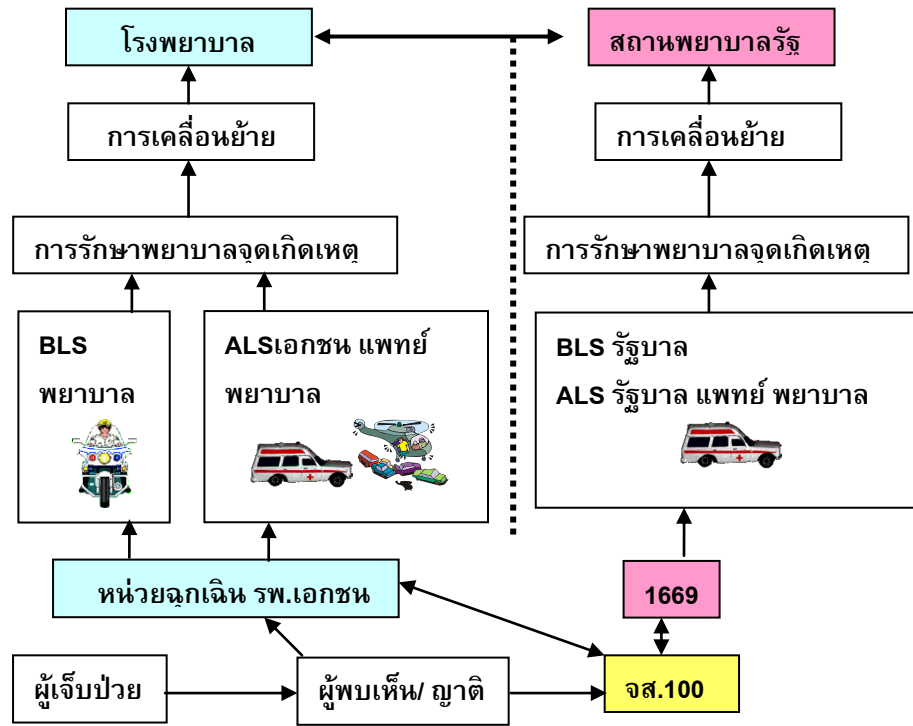 โรงพยาบาล
สถานพยาบาลรัฐ
การเคลื่อนย้าย
การเคลื่อนย้าย
การรักษาพยาบาลจุดเกิดเหตุ
การรักษาพยาบาลจุดเกิดเหตุ
BLS
พยาบาล
ALSเอกชน แพทย์
พยาบาล
BLS รัฐบาล
ALS รัฐบาล แพทย์ พยาบาล
หน่วยฉุกเฉิน รพ.เอกชน
1669
ผู้เจ็บป่วย
ผู้พบเห็น/ ญาติ
จส.100